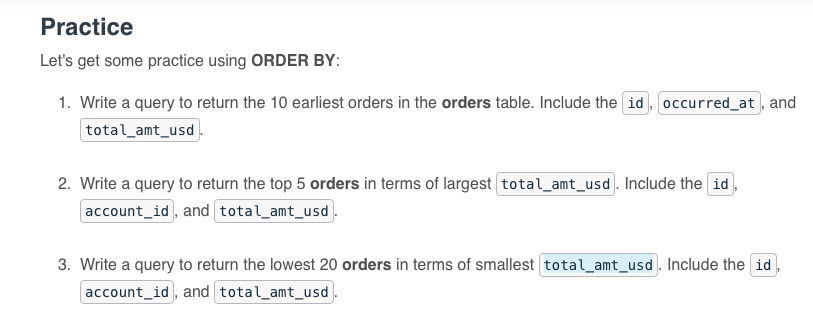 Practice
Let's get some practice using ORDER BY:
1. Write a query to return the 10 earliest orders in the orders table. Include the id, occurred_at, and
total_amt_usd.
2. Write a query to return the top 5 orders in terms of largest total_amt_usd. Include the id,
account_id, and total_amt_usd.
3. Write a query to return the lowest 20 orders in terms of smallest total_amt_usd. Include the id,
account_id, and total_amt_usd.